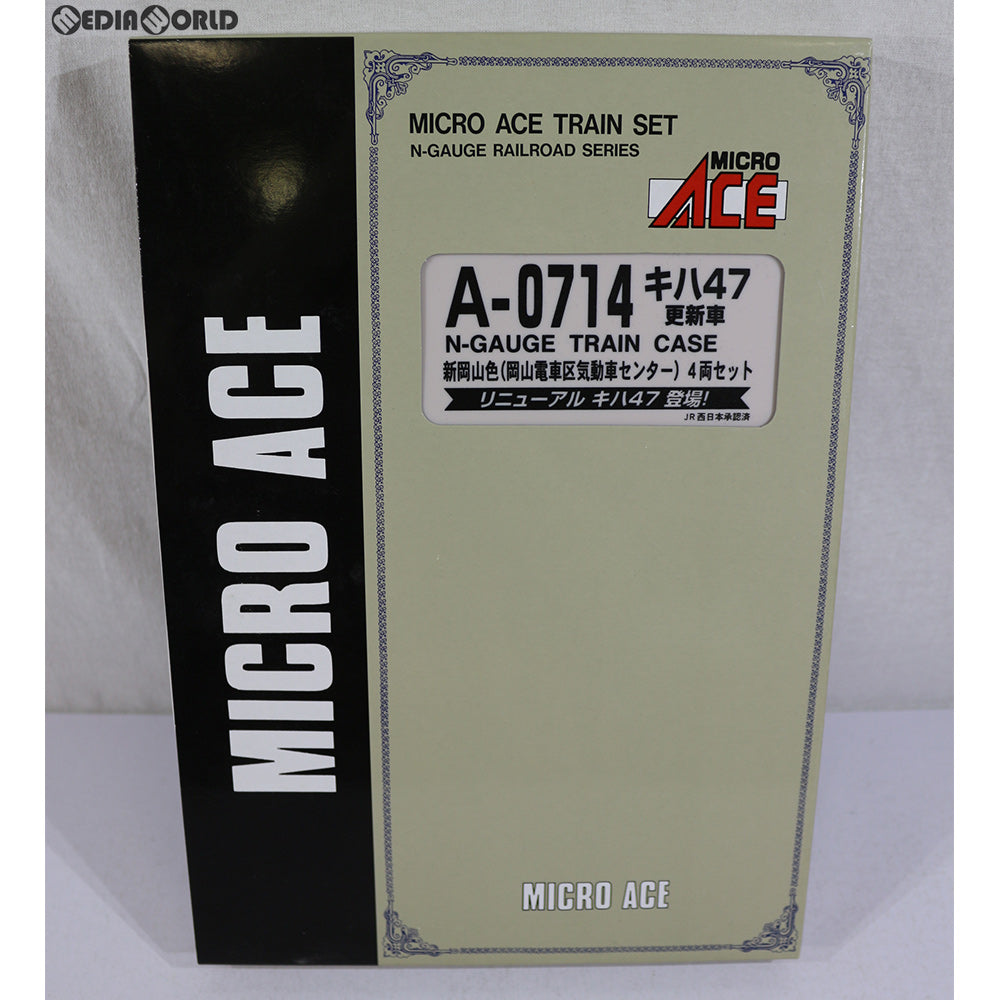 MEDIAWORLD
MICRO ACE
MICRO ACE TRAIN SET
N-GAUGE RAILROAD SERIES
MICRO
ACE
A-0714 キハ47
更新車
N-GAUGE TRAIN CASE
新岡山色(岡山電車区気動車センター) 4両セット
リニューアル キハ47 登場!
JR西日本承認済
MICRO ACE